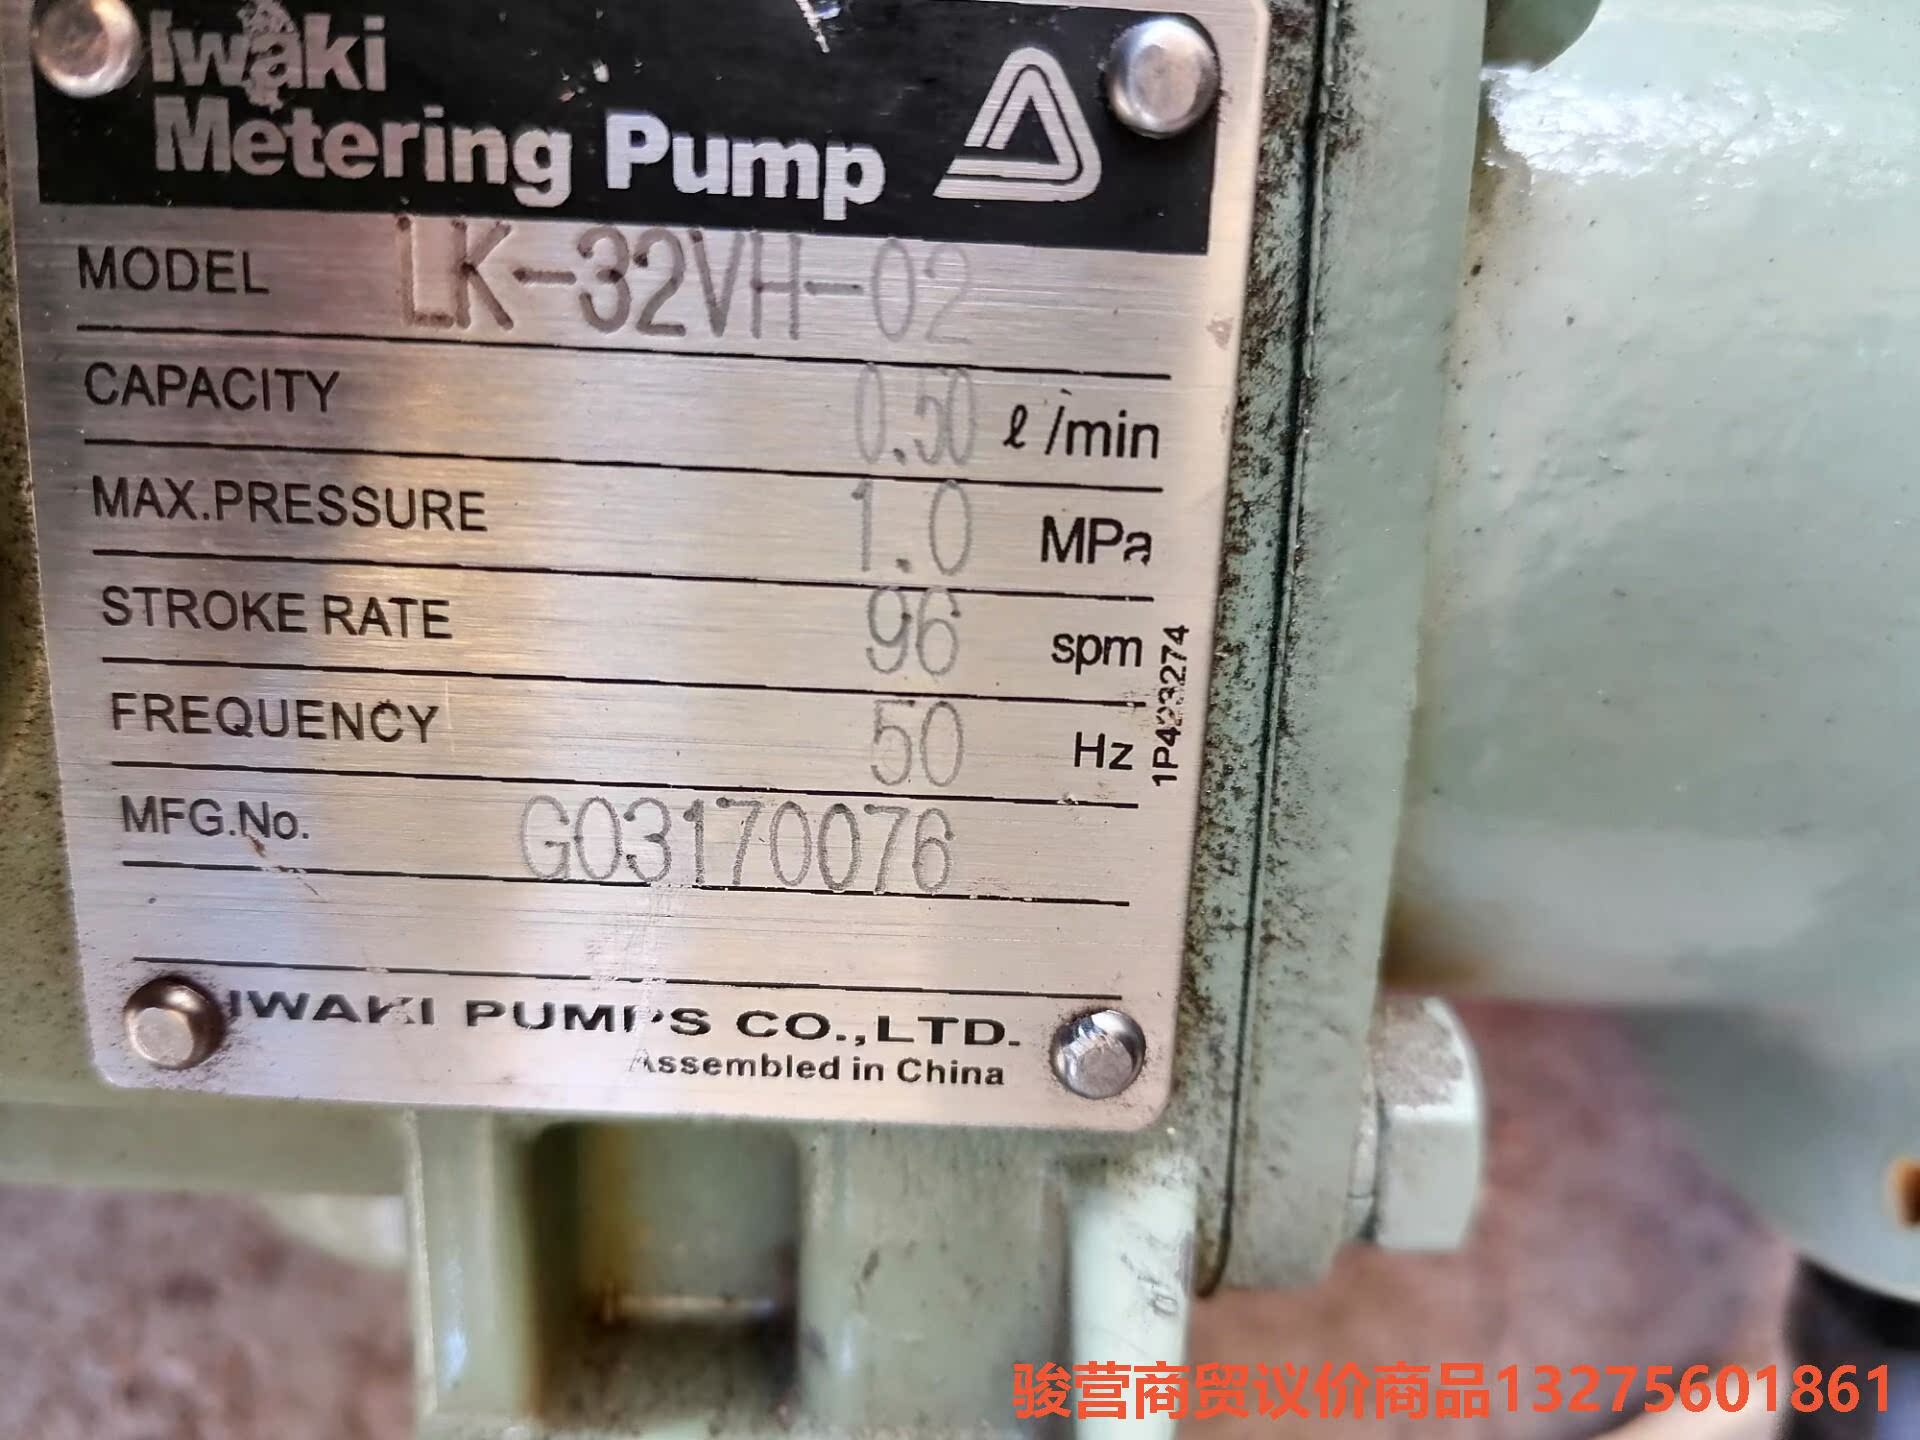 Iwaki
Metering Pump
MODEL LK-32VH-02
CAPACITY 0.50 ℓ/min
MAX.PRESSURE 1.0 MPa
STROKE RATE 96 spm
FREQUENCY 50 Hz
MFG.No. G03170076
1P423274
IWAKI PUMPS CO.,LTD.
Assembled in China
骏营商贸议价商品13275601861